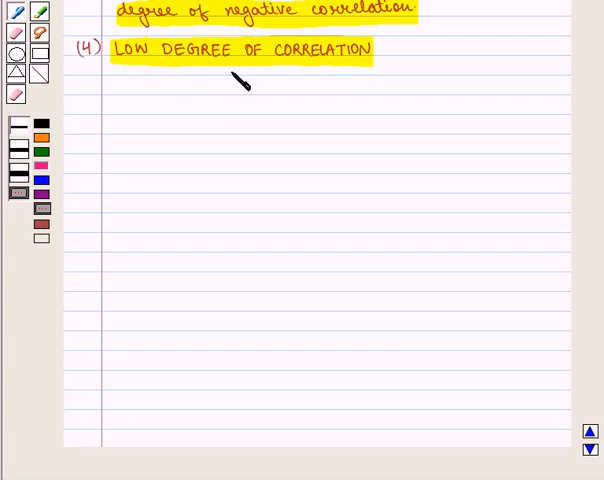 degree of negative correlation.
(4) LOW DEGREE OF CORRELATION